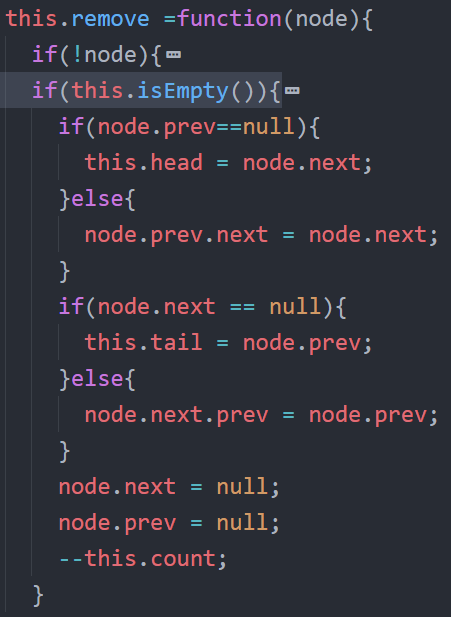 this.remove =function(node){
  if(!node){⋯
  if(this.isEmpty()){⋯
    if(node.prev==null){
      this.head = node.next;
    }else{
      node.prev.next = node.next;
    }
    if(node.next == null){
      this.tail = node.prev;
    }else{
      node.next.prev = node.prev;
    }
    node.next = null;
    node.prev = null;
    --this.count;
  }